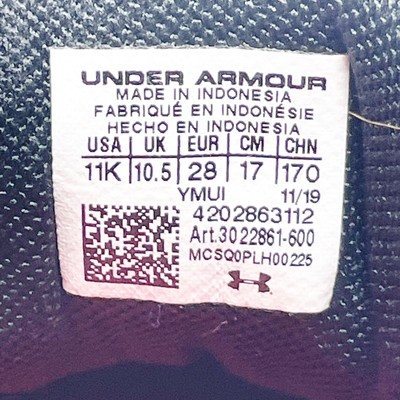 UNDER ARMOUR
MADE IN INDONESIA
FABRIQUÉ EN INDONÉSIE
HECHO EN INDONESIA
USA UK EUR CM CHN
11K 10.5 28 17 170
YMUI 11/19
4202863112
Art.3022861-600
MCSQ0PLH00225